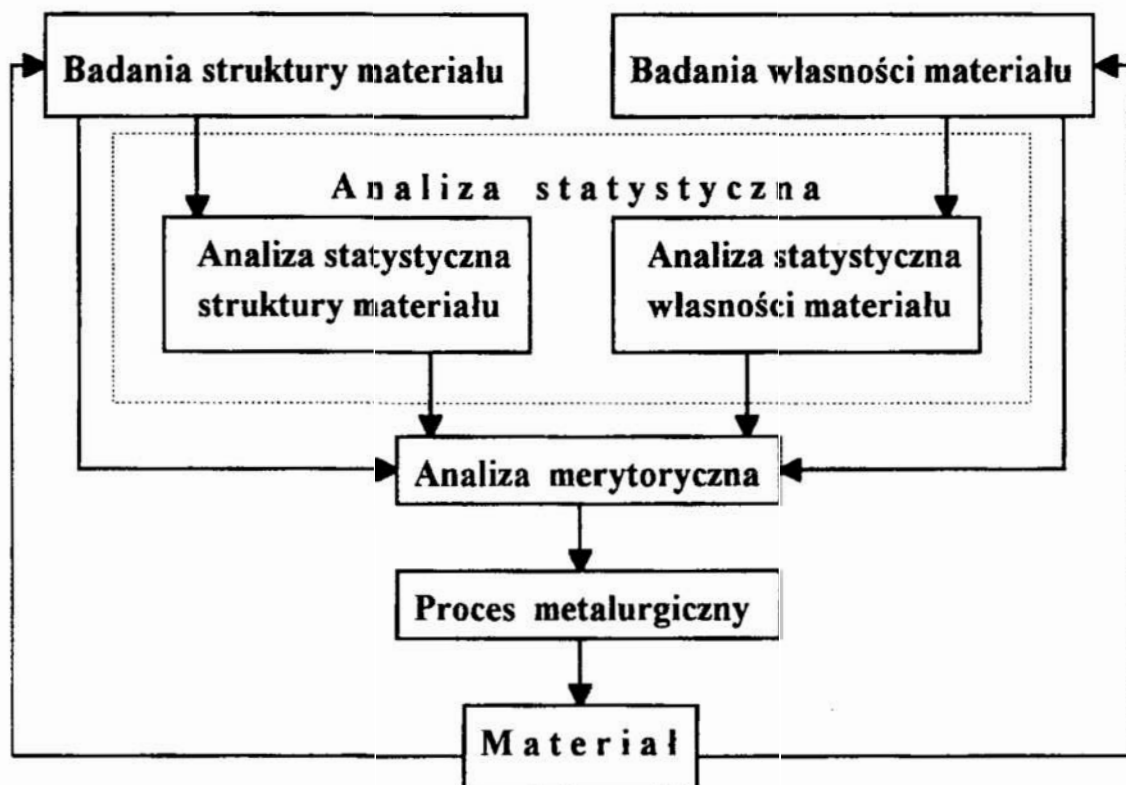 Badania struktury materiału
Badania własności materiału
Analiza statystyczna
Analiza statystyczna
struktury materiału
Analiza statystyczna
własności materiału
Analiza merytoryczna
Proces metalurgiczny
Materiał